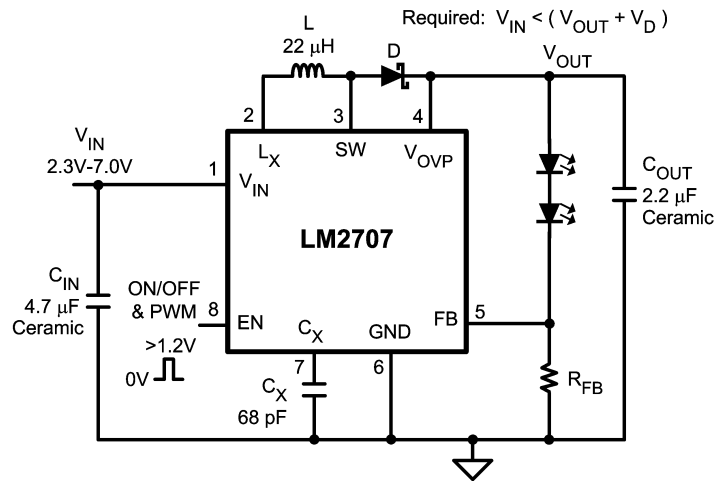 Required: VIN < ( VOUT + VD )
L
22 μH
D
VOUT
2
3
4
VIN
2.3V-7.0V
1
LX
SW
VOVP
VIN
COUT
2.2 μF
Ceramic
LM2707
CIN
4.7 μF
Ceramic
ON/OFF
& PWM
8
EN
CX
GND
FB
5
>1.2V
0V
7
6
CX
68 pF
RFB